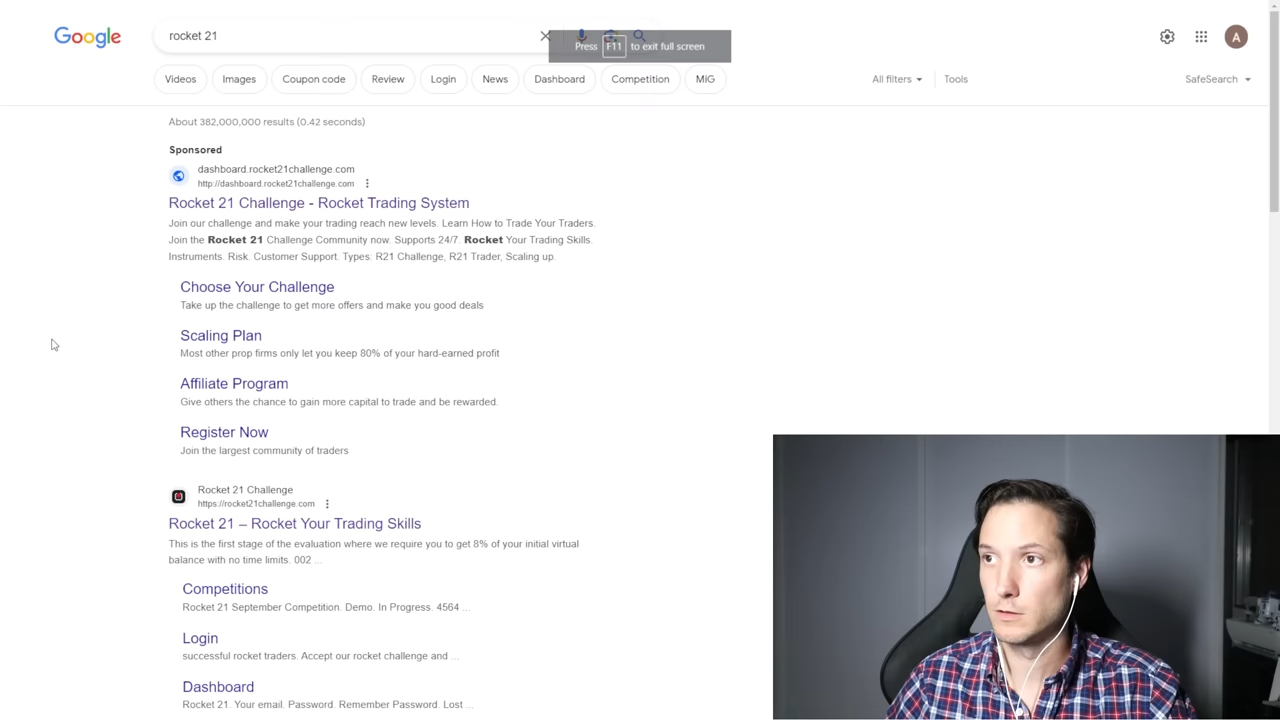 Google
rocket 21
Press F11 to exit full screen
Videos
Images
Coupon code
Review
Login
News
Dashboard
Competition
MiG
All filters
Tools
SafeSearch
A
About 382,000,000 results (0.42 seconds)
Sponsored
dashboard.rocket21challenge.com
http://dashboard.rocket21challenge.com
Rocket 21 Challenge - Rocket Trading System
Join our challenge and make your trading reach new levels. Learn How to Trade Your Traders.
Join the Rocket 21 Challenge Community now. Supports 24/7. Rocket Your Trading Skills.
Instruments. Risk. Customer Support. Types: R21 Challenge, R21 Trader, Scaling up.
Choose Your Challenge
Take up the challenge to get more offers and make you good deals
Scaling Plan
Most other prop firms only let you keep 80% of your hard-earned profit
Affiliate Program
Give others the chance to gain more capital to trade and be rewarded.
Register Now
Join the largest community of traders
Rocket 21 Challenge
https://rocket21challenge.com
Rocket 21 – Rocket Your Trading Skills
This is the first stage of the evaluation where we require you to get 8% of your initial virtual
balance with no time limits. 002 ...
Competitions
Rocket 21 September Competition. Demo. In Progress. 4564 ...
Login
successful rocket traders. Accept our rocket challenge and ...
Dashboard
Rocket 21. Your email. Password. Remember Password. Lost ...